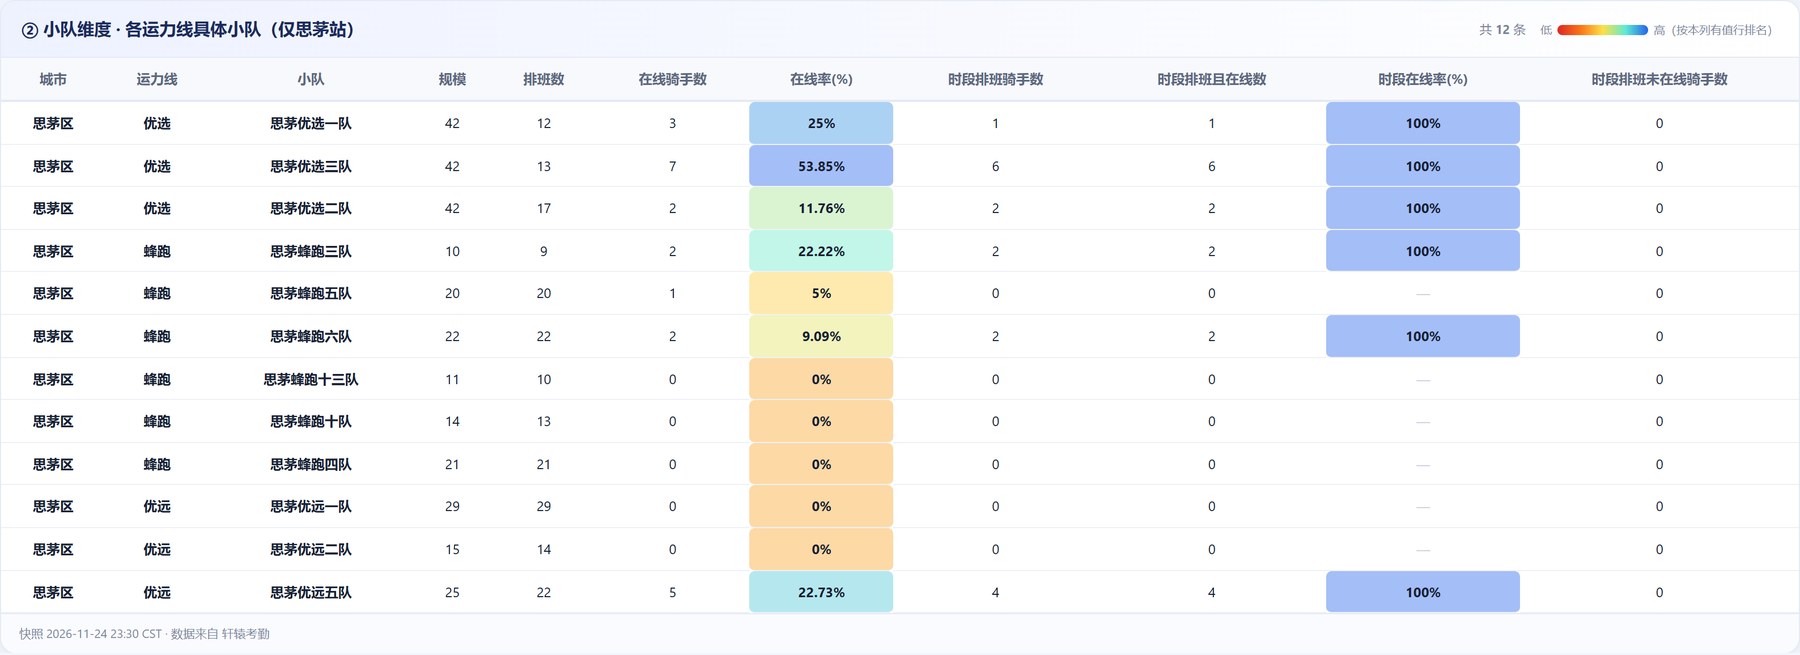 ② 小队维度 · 各运力线具体小队（仅思茅站）
共 12 条 低 高 (按本列有值行排名)
城市 运力线 小队 规模 排班数 在线骑手数 在线率(%) 时段排班骑手数 时段排班且在线数 时段在线率(%) 时段排班未在线骑手数
思茅区 优选 思茅优选一队 42 12 3 25% 1 1 100% 0
思茅区 优选 思茅优选三队 42 13 7 53.85% 6 6 100% 0
思茅区 优选 思茅优选二队 42 17 2 11.76% 2 2 100% 0
思茅区 蜂跑 思茅蜂跑三队 10 9 2 22.22% 2 2 100% 0
思茅区 蜂跑 思茅蜂跑五队 20 20 1 5% 0 0 — 0
思茅区 蜂跑 思茅蜂跑六队 22 22 2 9.09% 2 2 100% 0
思茅区 蜂跑 思茅蜂跑十三队 11 10 0 0% 0 0 — 0
思茅区 蜂跑 思茅蜂跑十队 14 13 0 0% 0 0 — 0
思茅区 蜂跑 思茅蜂跑四队 21 21 0 0% 0 0 — 0
思茅区 优远 思茅优远一队 29 29 0 0% 0 0 — 0
思茅区 优远 思茅优远二队 15 14 0 0% 0 0 — 0
思茅区 优远 思茅优远五队 25 22 5 22.73% 4 4 100% 0
快照 2026-11-24 23:30 CST · 数据来自 轩辕考勤